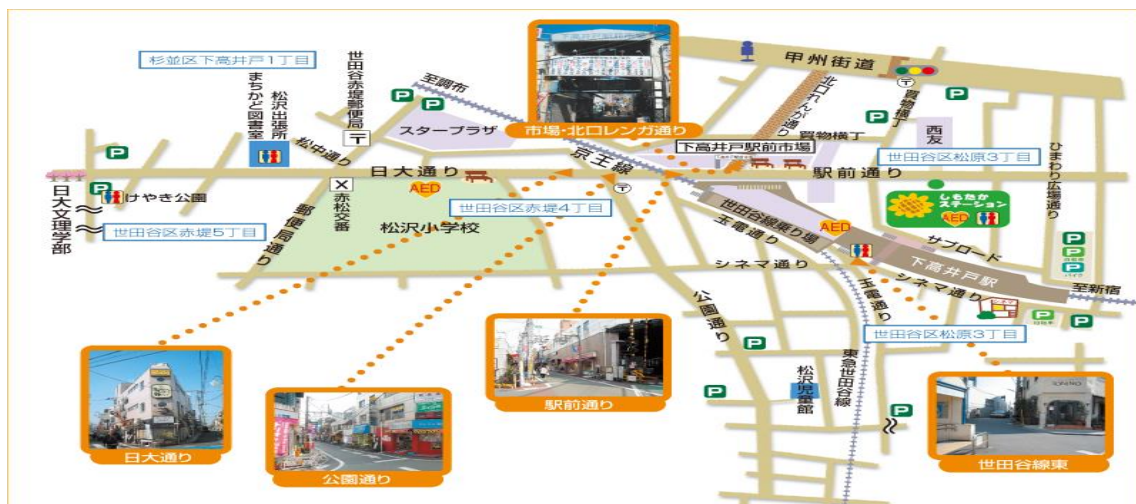 杉並区下高井戸1丁目
世田谷赤堤郵便局
至調布
甲州街道
松沢出張所
まちかど図書室
松中通り
スタープラザ
市場・北口レンガ通り
北口れんが通り
買物横丁
買物横丁
西友
京王線
下高井戸駅前市場
世田谷区松原3丁目
ひまわり広場通り
日大通り
駅前通り
AED
日大文理学部
けやき公園
赤松交番
世田谷区赤堤4丁目
しもたか
ステーション
AED
世田谷区赤堤5丁目
郵便局通り
松沢小学校
世田谷線乗り場
玉電通り
AED
サブロード
シネマ通り
下高井戸駅
シネマ通り
至新宿
バイク
公園通り
玉電通り
世田谷区松原3丁目
東急世田谷線
松沢児童館
駅前通り
日大通り
公園通り
世田谷線東
P